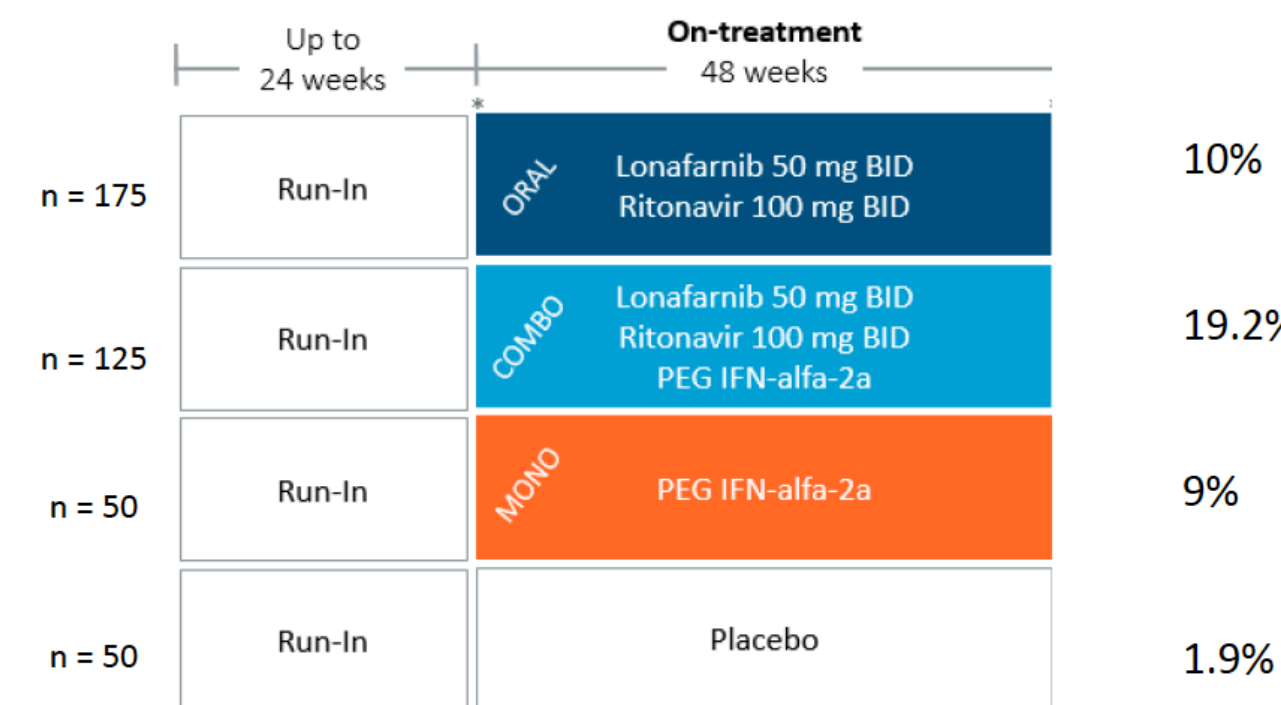 Up to
24 weeks
On-treatment
48 weeks
*
n = 175
Run-In
ORAL
Lonafarnib 50 mg BID
Ritonavir 100 mg BID
10%
n = 125
Run-In
COMBO
Lonafarnib 50 mg BID
Ritonavir 100 mg BID
PEG IFN-alfa-2a
19.2%
n = 50
Run-In
MONO
PEG IFN-alfa-2a
9%
n = 50
Run-In
Placebo
1.9%